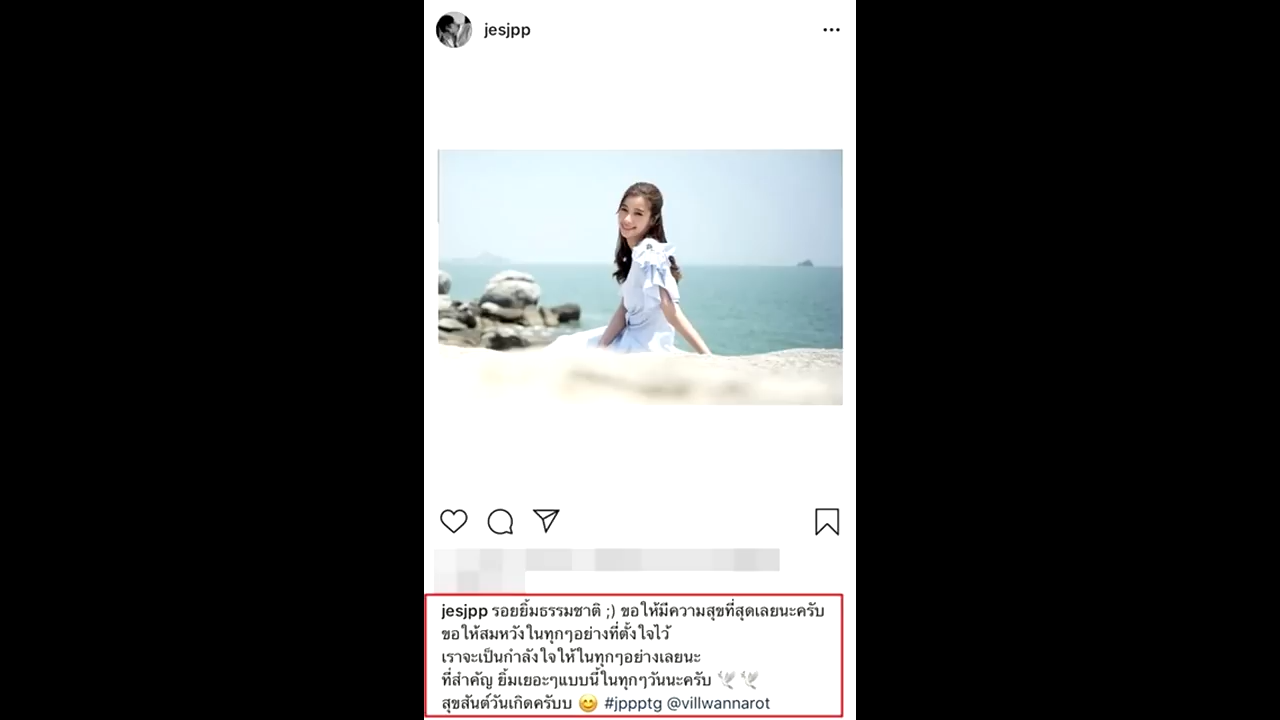 jesjpp
jesjpp รอยยิ้มธรรมชาติ ;) ขอให้มีความสุขที่สุดเลยนะครับ
ขอให้สมหวังในทุกๆอย่างที่ตั้งใจไว้
เราจะเป็นกำลังใจให้ในทุกๆอย่างเลยนะ
ที่สำคัญ ยิ้มเยอะๆแบบนี้ในทุกๆวันนะครับ 🕊 🕊
สุขสันต์วันเกิดครับบ 😊 #jppptg @villwannarot